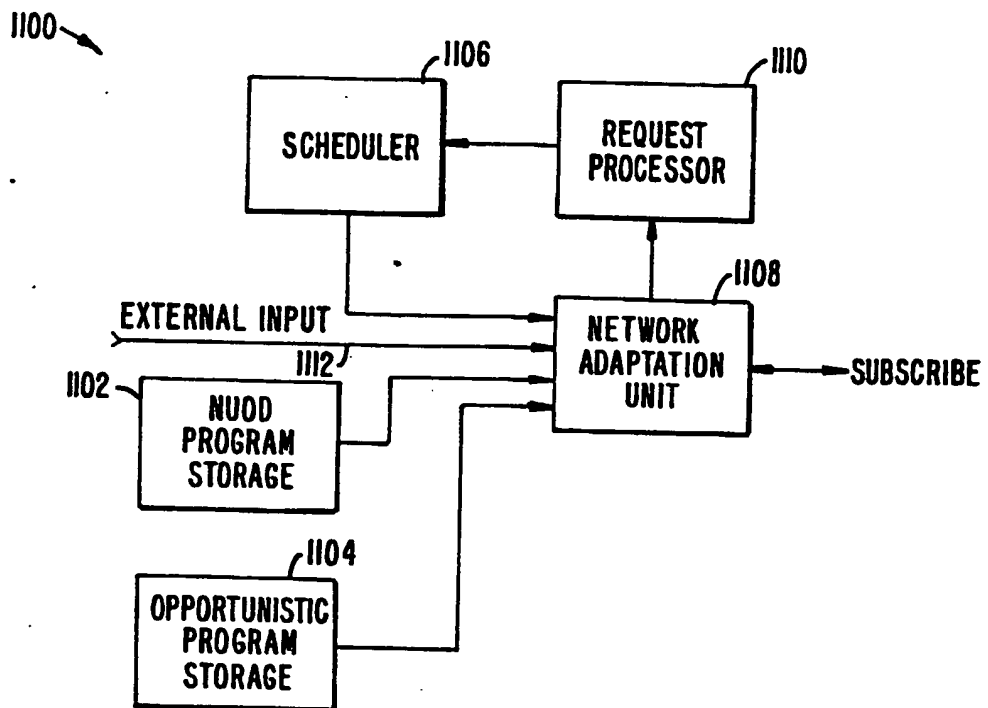 1100
1106
1110
SCHEDULER
REQUEST
PROCESSOR
1108
EXTERNAL INPUT
1112
NETWORK
ADAPTATION
UNIT
SUBSCRIBE
1102
NUOD
PROGRAM
STORAGE
1104
OPPORTUNISTIC
PROGRAM
STORAGE